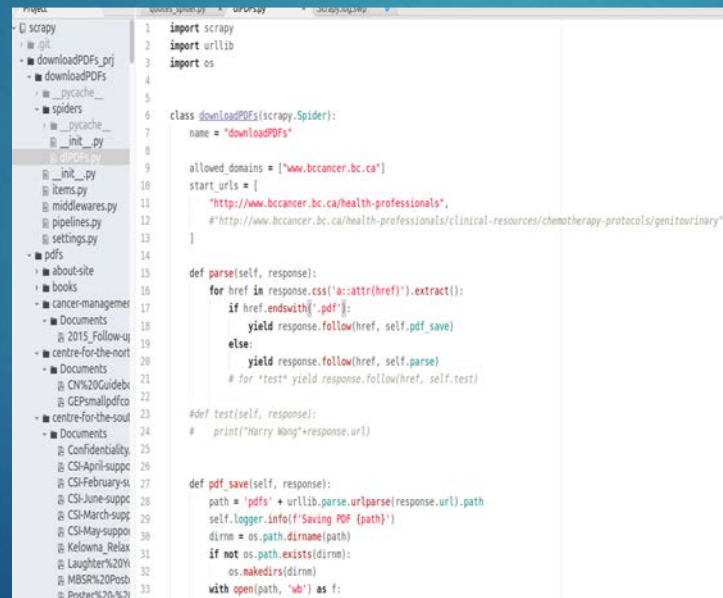 Project
quotes_spider.py
dlPDFs.py
scrapy
.git
downloadPDFs_prj
downloadPDFs
__pycache__
spiders
__pycache__
__init__.py
dlPDFs.py
__init__.py
items.py
middlewares.py
pipelines.py
settings.py
pdfs
about-site
books
cancer-managemer
Documents
2015_Follow-u
centre-for-the-nort
Documents
CN%20Guidebo
GEPsmallpdfco
centre-for-the-sout
Documents
Confidentiality.
CSI-April-suppo
CSI-February-su
CSI-June-suppo
CSI-March-supp
CSI-May-suppor
Kelowna_Relax
Laughter%20Yo
MBSR%20Poste
1 import scrapy
2 import urllib
3 import os
4
5
6 class downloadPDFs(scrapy.Spider):
7     name = "downloadPDFs"
8
9     allowed_domains = ["www.bccancer.bc.ca"]
10     start_urls = [
11         "http://www.bccancer.bc.ca/health-professionals",
12         #"http://www.bccancer.bc.ca/health-professionals/clinical-resources/chemotherapy-protocols/genitourinary"
13     ]
14
15     def parse(self, response):
16         for href in response.css('a::attr(href)').extract():
17             if href.endswith('.pdf'):
18                 yield response.follow(href, self.pdf_save)
19             else:
20                 yield response.follow(href, self.parse)
21             # for *test* yield response.follow(href, self.test)
22
23     #def test(self, response):
24     #    print("Harry Wang"+response.url)
25
26
27     def pdf_save(self, response):
28         path = 'pdfs' + urllib.parse.urlparse(response.url).path
29         self.logger.info(f'Saving PDF {path}')
30         dirnm = os.path.dirname(path)
31         if not os.path.exists(dirnm):
32             os.makedirs(dirnm)
33         with open(path, 'wb') as f: